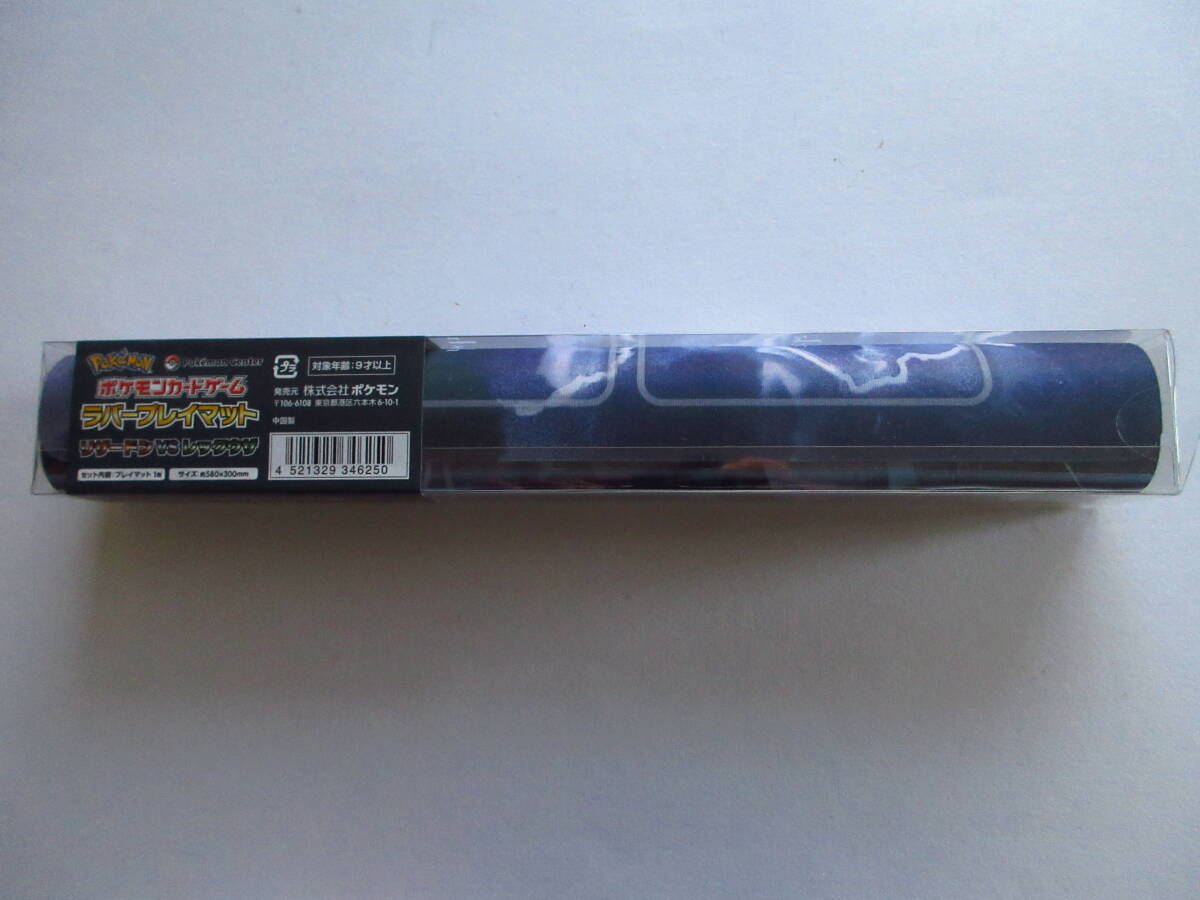 POKéMON
Pokémon Center
ポケモンカードゲーム
ラバープレイマット
リザードン VS レックウザ
セット内容:プレイマット 1枚
サイズ:約580×300mm
プラ
対象年齢:9才以上
発売元 株式会社 ポケモン
〒106-6108 東京都港区六本木6-10-1
中国製
4 521329 346250